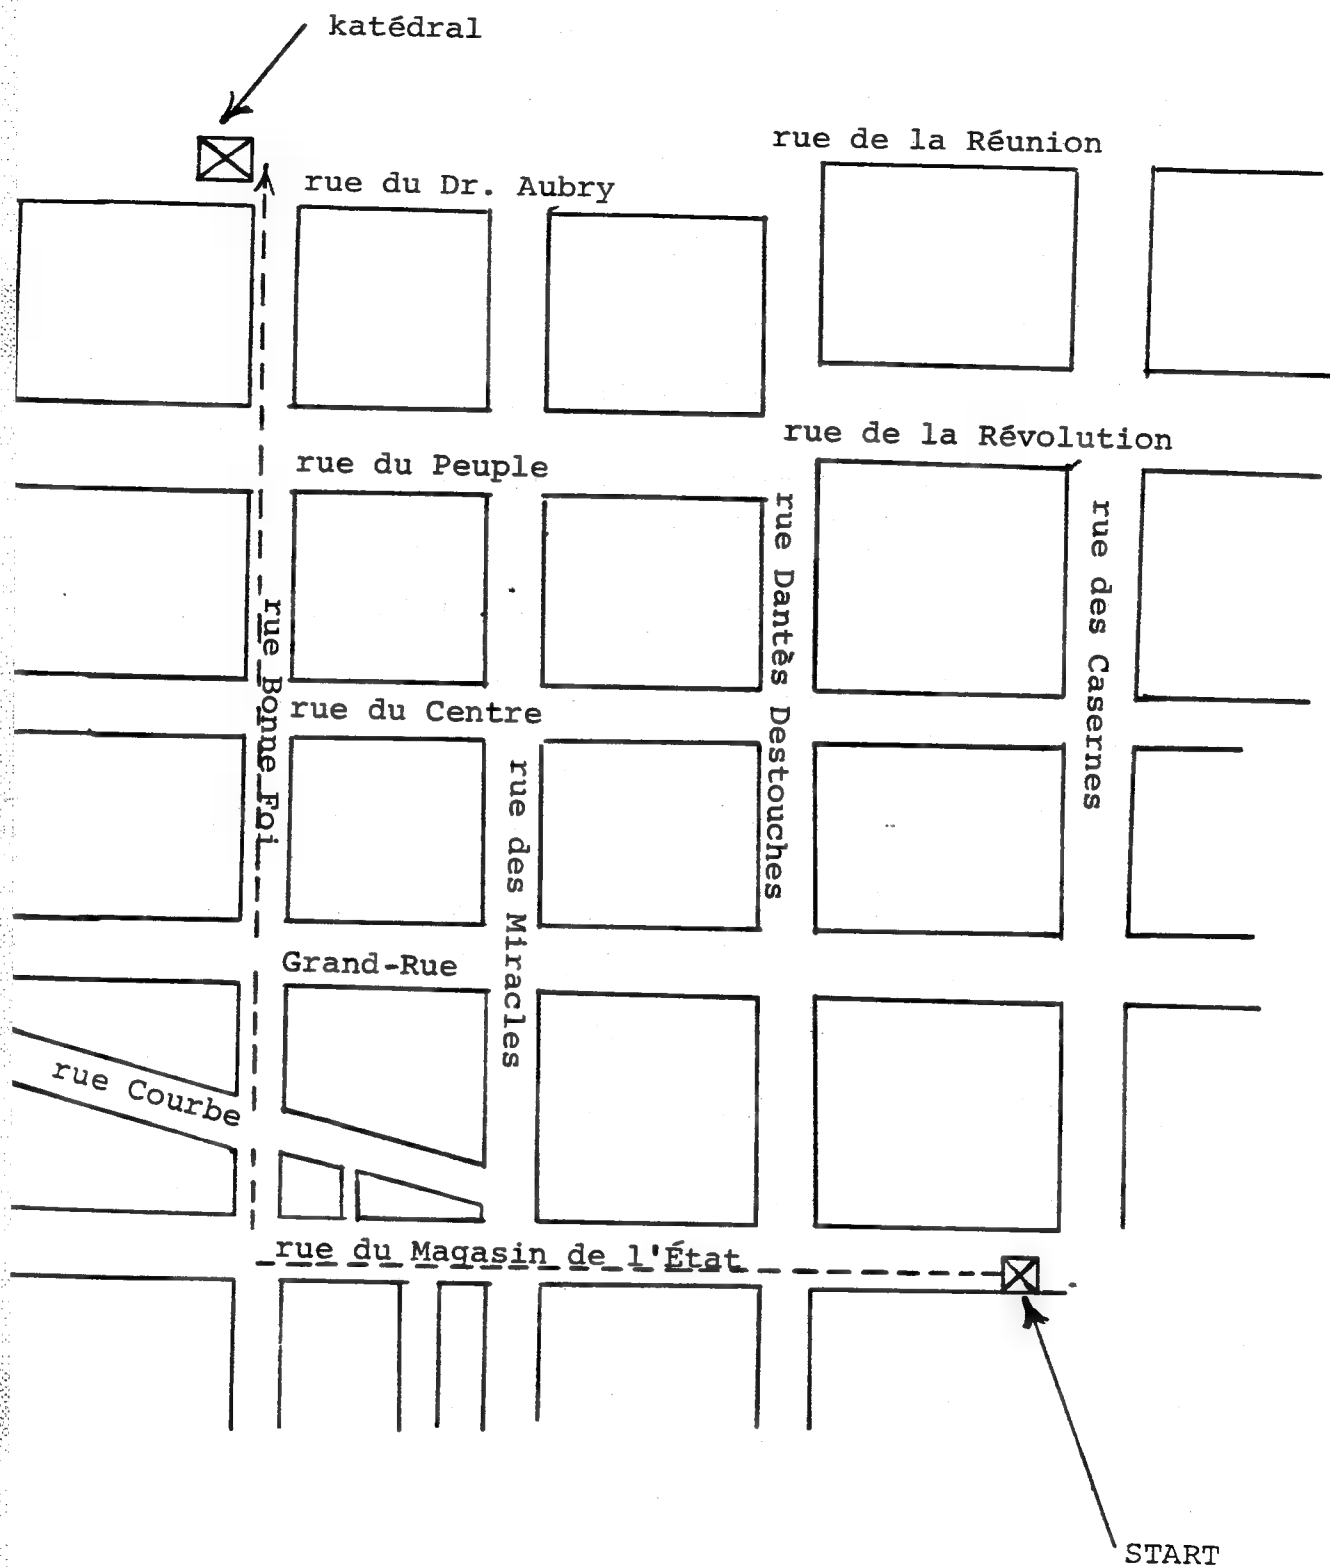 katédral
rue de la Réunion
rue du Dr. Aubry
rue de la Révolution
rue du Peuple
rue Dantès Destouches
rue des Casernes
rue Bonne Foi
rue du Centre
rue des Miracles
Grand-Rue
rue Courbe
rue du Magasin de l'État
START